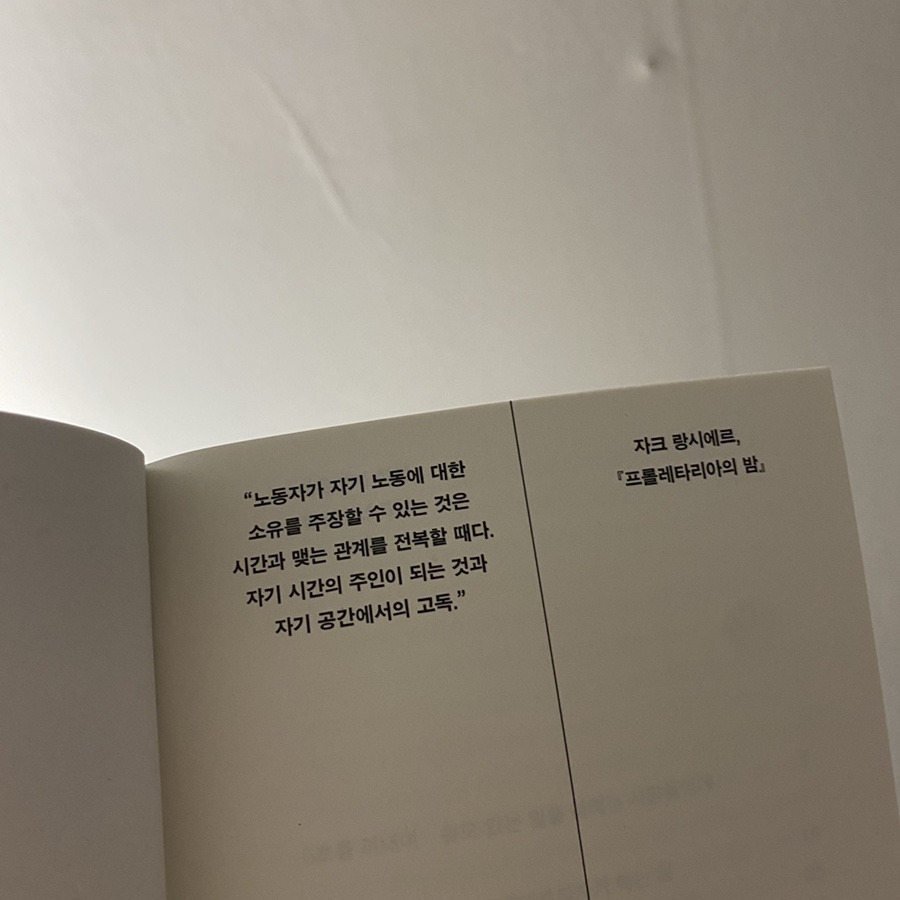 “노동자가 자기 노동에 대한
소유를 주장할 수 있는 것은
시간과 맺는 관계를 전복할 때다.
자기 시간의 주인이 되는 것과
자기 공간에서의 고독.”
자크 랑시에르,
『프롤레타리아의 밤』